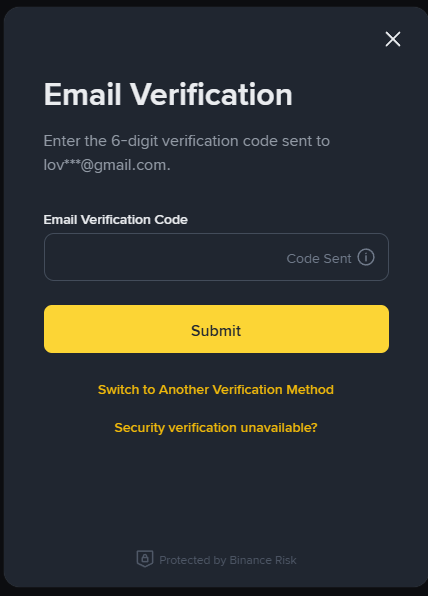 Email Verification
Enter the 6-digit verification code sent to
lov***@gmail.com.
Email Verification Code
Code Sent
Submit
Switch to Another Verification Method
Security verification unavailable?
Protected by Binance Risk